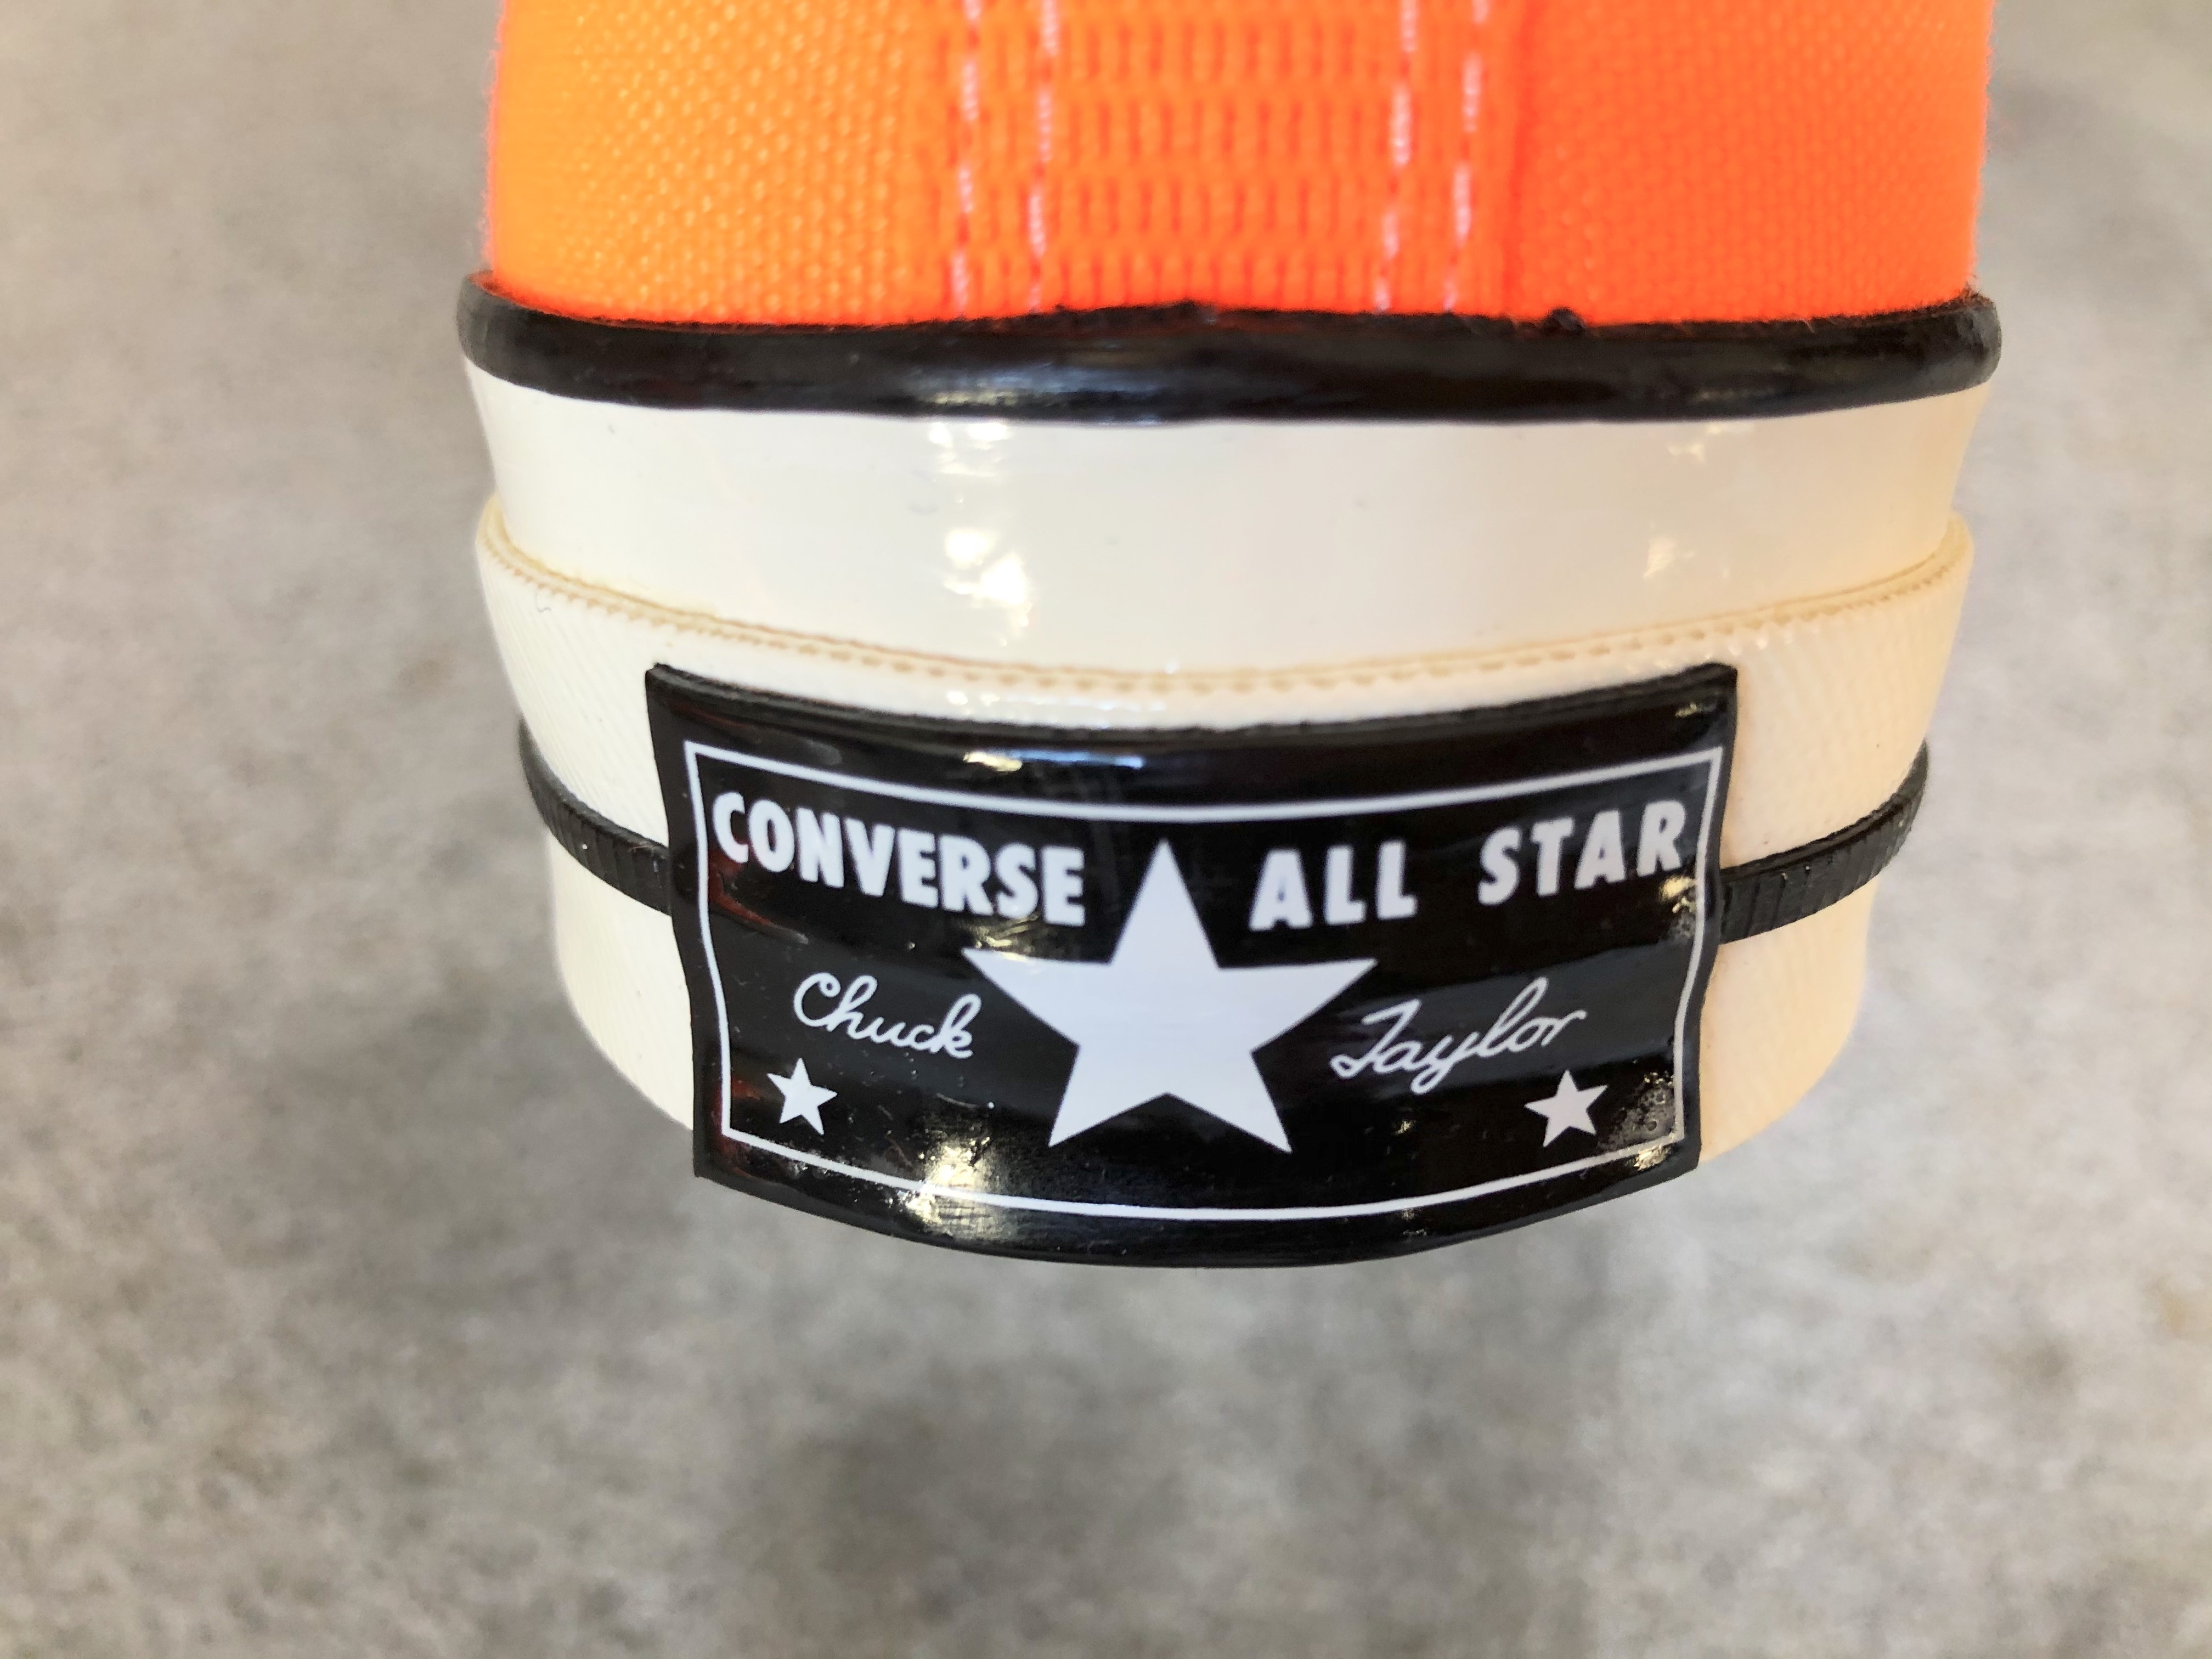 CONVERSE ALL STAR
Chuck Taylor